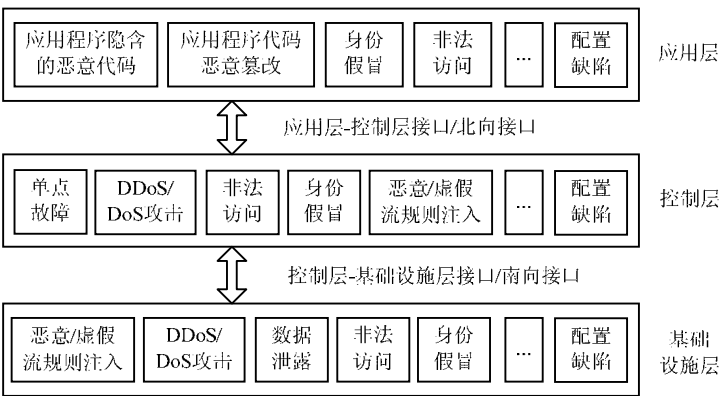 应用程序隐含
的恶意代码
应用程序代码
恶意篡改
身份
假冒
非法
访问
...
配置
缺陷
应用层
应用层-控制层接口/北向接口
单点
故障
DDoS/
DoS攻击
非法
访问
身份
假冒
恶意/虚假
流规则注入
...
配置
缺陷
控制层
控制层-基础设施层接口/南向接口
恶意/虚假
流规则注入
DDoS/
DoS攻击
数据
泄露
非法
访问
身份
假冒
...
配置
缺陷
基础
设施层